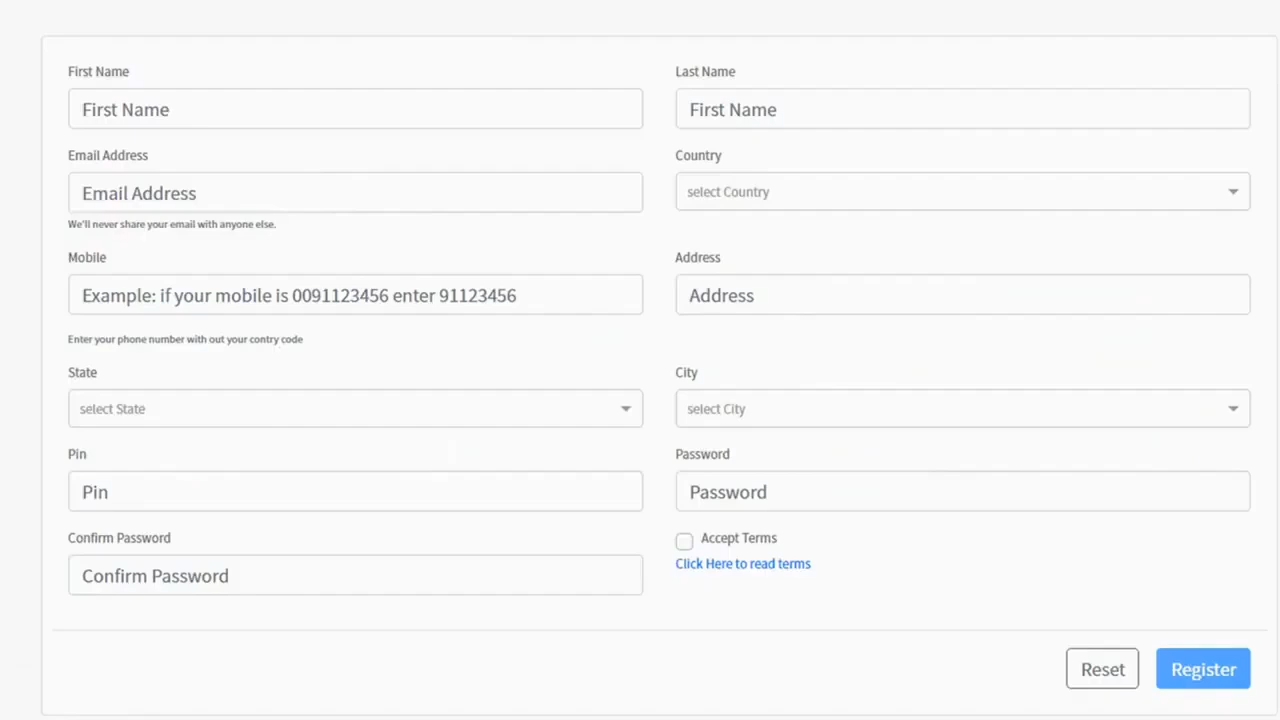 First Name
Last Name
First Name
First Name
Email Address
Country
Email Address
select Country
We'll never share your email with anyone else.
Mobile
Address
Example: if your mobile is 0091123456 enter 91123456
Address
Enter your phone number with out your contry code
State
City
select State
select City
Pin
Password
Pin
Password
Confirm Password
Accept Terms
Click Here to read terms
Confirm Password
Reset
Register